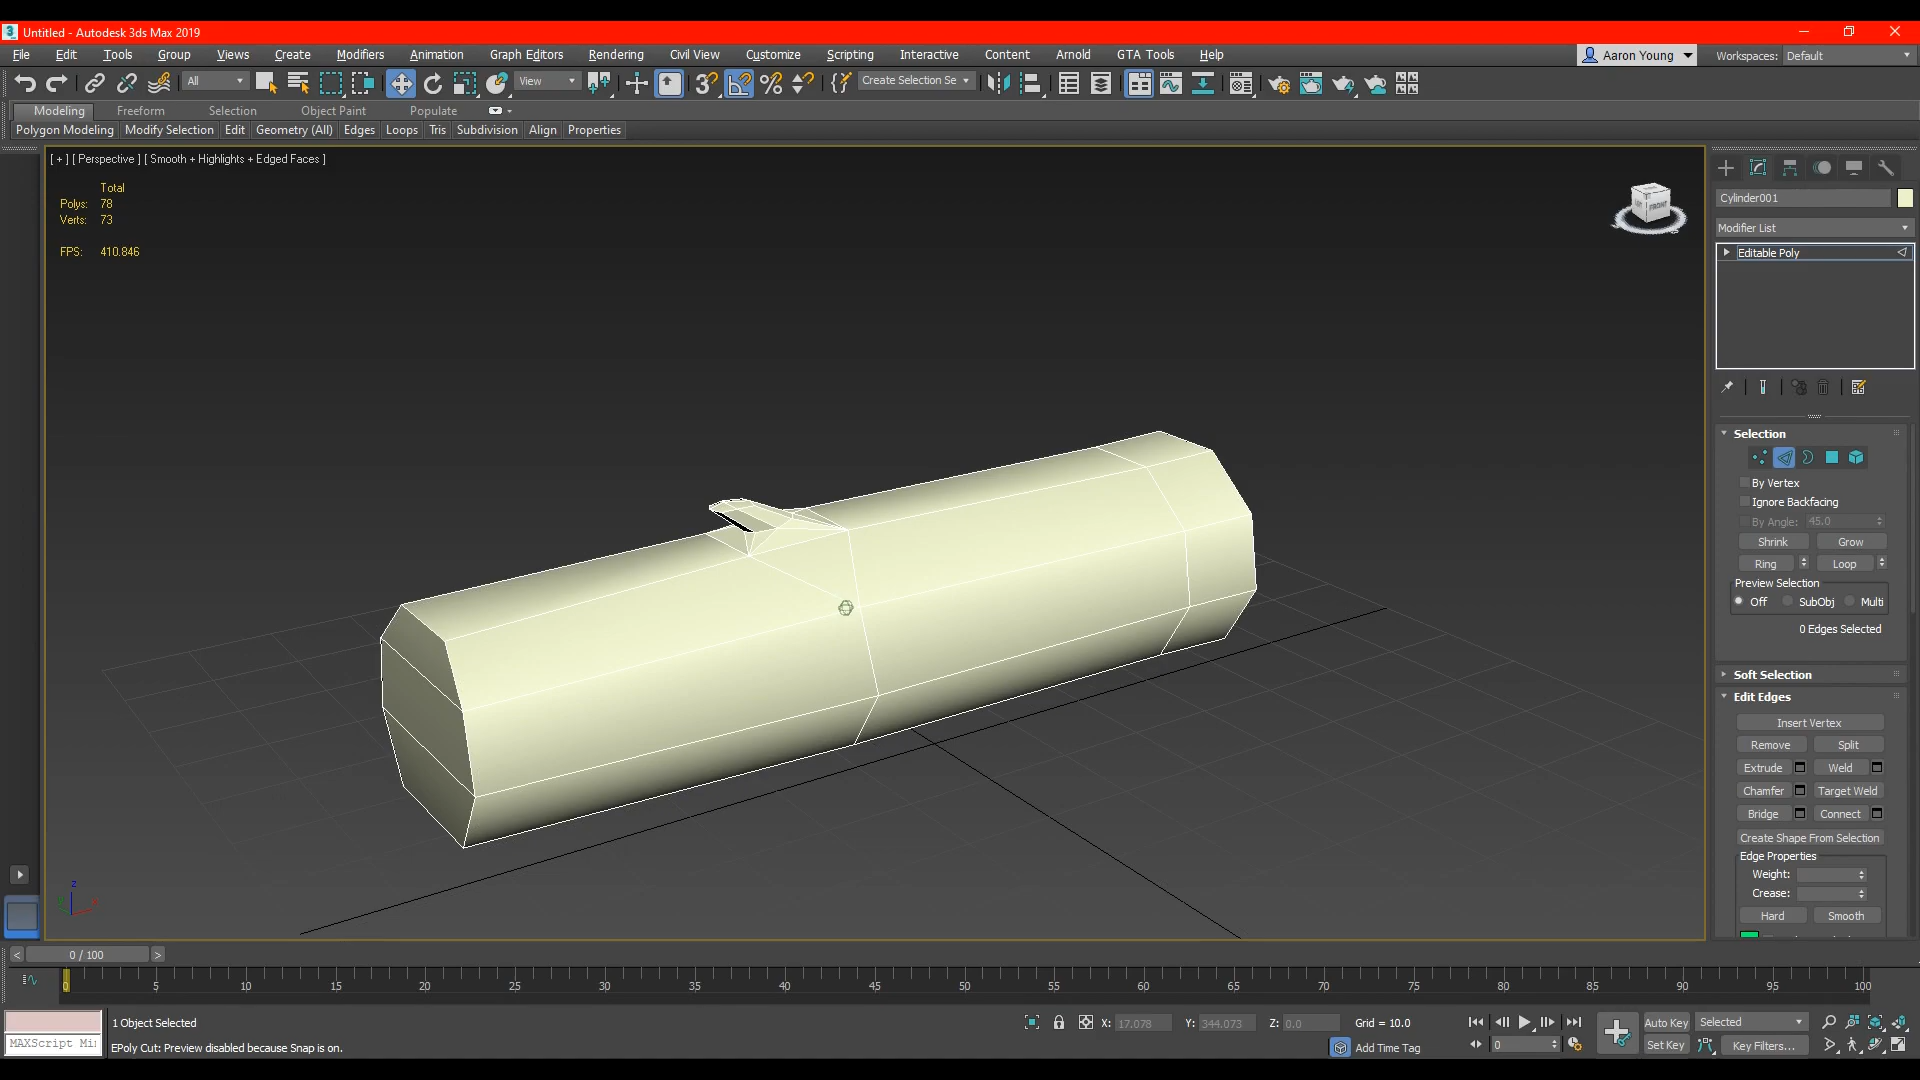 Untitled - Autodesk 3ds Max 2019
File Edit Tools Group Views Create Modifiers Animation Graph Editors Rendering Civil View Customize Scripting Interactive Content Arnold GTA Tools Help Aaron Young Workspaces: Default
All View Create Selection Se
Modeling Freeform Selection Object Paint Populate
Polygon Modeling Modify Selection Edit Geometry (All) Edges Loops Tris Subdivision Align Properties
[ + ] [ Perspective ] [ Smooth + Highlights + Edged Faces ]
Total
Polys: 78
Verts: 73
FPS: 410.846
FRONT
Cylinder001
Modifier List
Editable Poly
Selection
By Vertex
Ignore Backfacing
By Angle: 45.0
Shrink Grow
Ring Loop
Preview Selection
Off SubObj Multi
0 Edges Selected
Soft Selection
Edit Edges
Insert Vertex
Remove Split
Extrude Weld
Chamfer Target Weld
Bridge Connect
Create Shape From Selection
Edge Properties
Weight:
Crease:
Hard Smooth
z
< 0 / 100 >
0 5 10 15 20 25 30 35 40 45 50 55 60 65 70 75 80 85 90 95 100
1 Object Selected X: 17.078 Y: 344.073 Z: 0.0 Grid = 10.0 Auto Key Selected
MAXScript Mi EPoly Cut: Preview disabled because Snap is on. Add Time Tag 0 Set Key Key Filters...